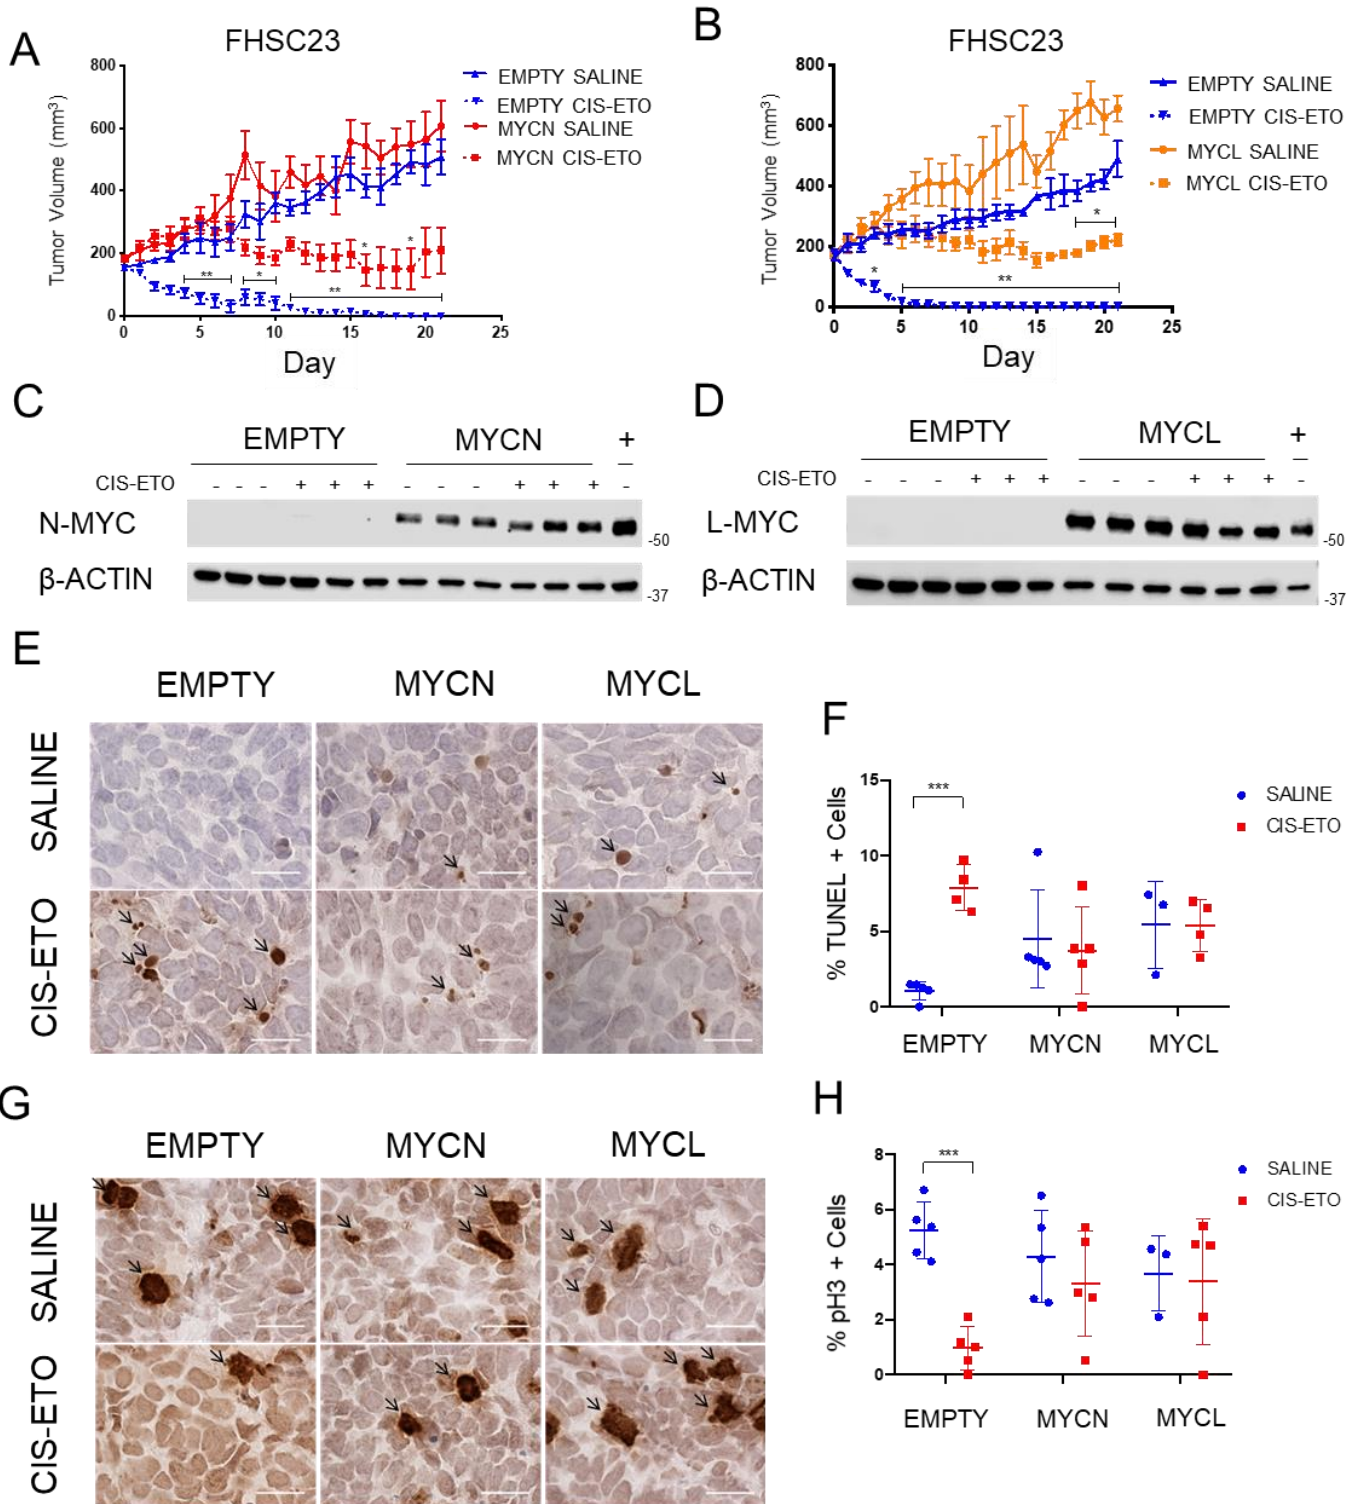 A
FHSC23
Tumor Volume (mm³)
800
600
400
200
0
0 5 10 15 20 25
Day
EMPTY SALINE
EMPTY CIS-ETO
MYCN SALINE
MYCN CIS-ETO
** * ** * *
B
FHSC23
Tumor Volume (mm³)
800
600
400
200
0
0 5 10 15 20 25
Day
EMPTY SALINE
EMPTY CIS-ETO
MYCL SALINE
MYCL CIS-ETO
* ** *
C
EMPTY MYCN +
CIS-ETO - - - + + + - - - + + + -
N-MYC -50
β-ACTIN -37
D
EMPTY MYCL +
CIS-ETO - - - + + + - - - + + + -
L-MYC -50
β-ACTIN -37
E
EMPTY MYCN MYCL
SALINE
CIS-ETO
F
% TUNEL + Cells
15
10
5
0
***
EMPTY MYCN MYCL
SALINE
CIS-ETO
G
EMPTY MYCN MYCL
SALINE
CIS-ETO
H
% pH3 + Cells
8
6
4
2
0
***
EMPTY MYCN MYCL
SALINE
CIS-ETO